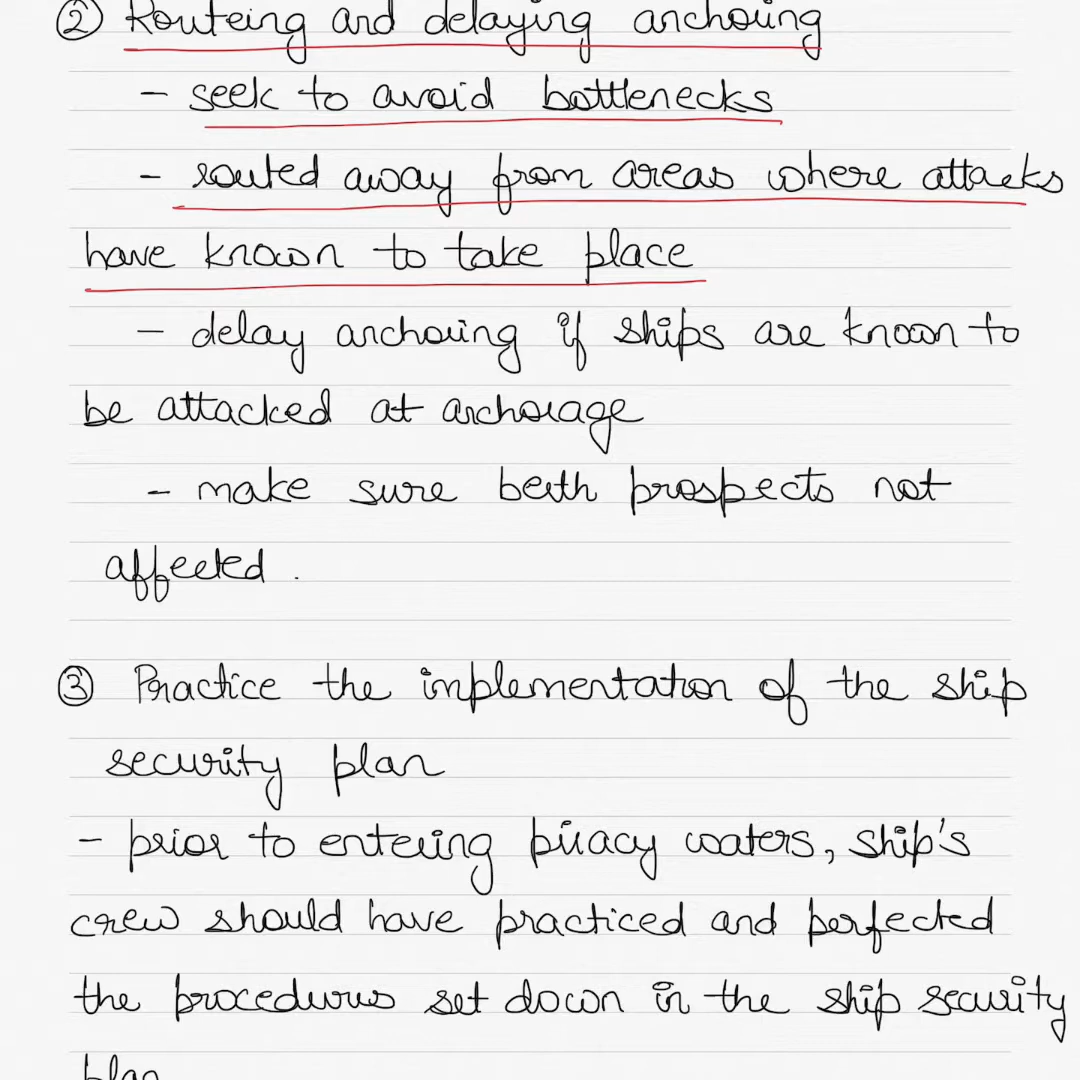 ② Routeing and delaying anchoring
- seek to avoid bottlenecks
- routed away from areas where attacks
have known to take place
- delay anchoring if ships are known to
be attacked at anchorage
- make sure berth prospects not
affected.
③ Practice the implementation of the ship
security plan
- prior to entering piracy waters, ship's
crew should have practiced and perfected
the procedures set down in the ship security
plan